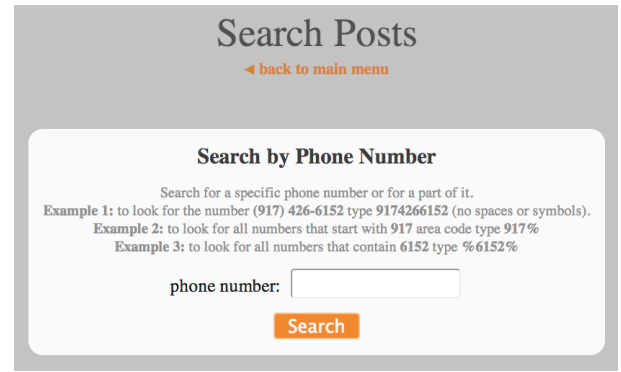 Search Posts
◄ back to main menu
Search by Phone Number
Search for a specific phone number or for a part of it.
Example 1: to look for the number (917) 426-6152 type 9174266152 (no spaces or symbols).
Example 2: to look for all numbers that start with 917 area code type 917%
Example 3: to look for all numbers that contain 6152 type %6152%
phone number:
Search